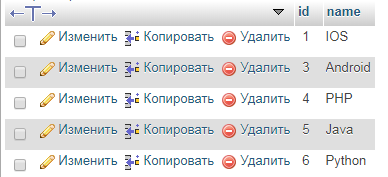 id name
Изменить Копировать Удалить 1 IOS
Изменить Копировать Удалить 3 Android
Изменить Копировать Удалить 4 PHP
Изменить Копировать Удалить 5 Java
Изменить Копировать Удалить 6 Python